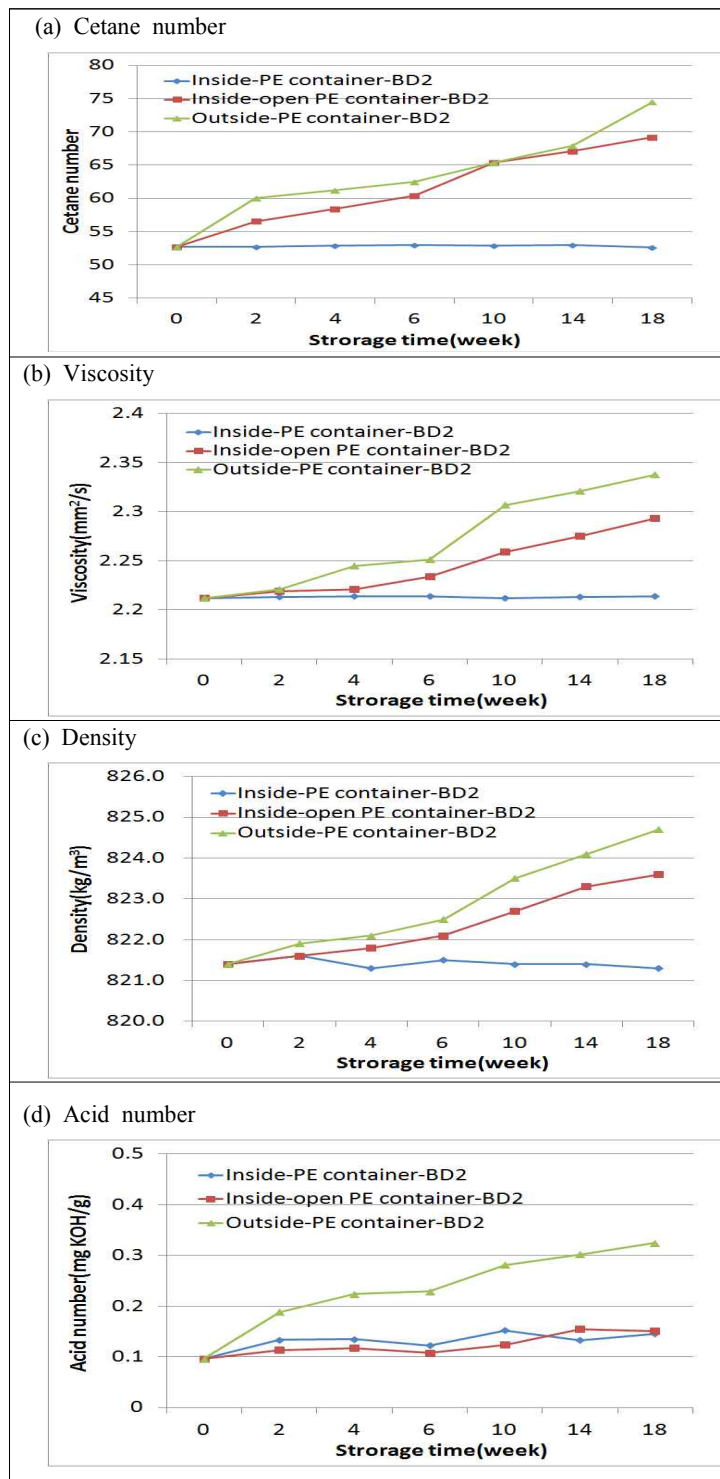 (a) Cetane number
80
75
70
65
60
55
50
45
Cetane number
Inside-PE container-BD2
Inside-open PE container-BD2
Outside-PE container-BD2
0 2 4 6 10 14 18
Strorage time(week)
(b) Viscosity
2.4
2.35
2.3
2.25
2.2
2.15
Viscosity(mm²/s)
Inside-PE container-BD2
Inside-open PE container-BD2
Outside-PE container-BD2
0 2 4 6 10 14 18
Strorage time(week)
(c) Density
826.0
825.0
824.0
823.0
822.0
821.0
820.0
Density(kg/m³)
Inside-PE container-BD2
Inside-open PE container-BD2
Outside-PE container-BD2
0 2 4 6 10 14 18
Strorage time(week)
(d) Acid number
0.5
0.4
0.3
0.2
0.1
0
Acid number(mg KOH/g)
Inside-PE container-BD2
Inside-open PE container-BD2
Outside-PE container-BD2
0 2 4 6 10 14 18
Strorage time(week)